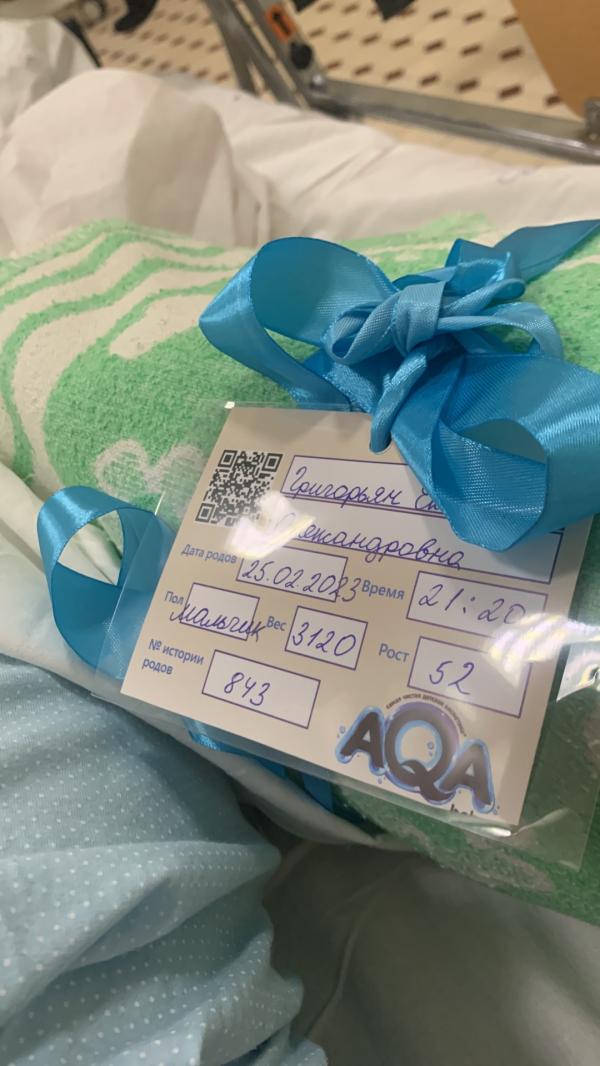 Григорьян
Александровна
Дата родов 25.02.2023 Время 21:20
Пол мальчик Вес 3120 Рост 52
№ истории родов 843
AQA